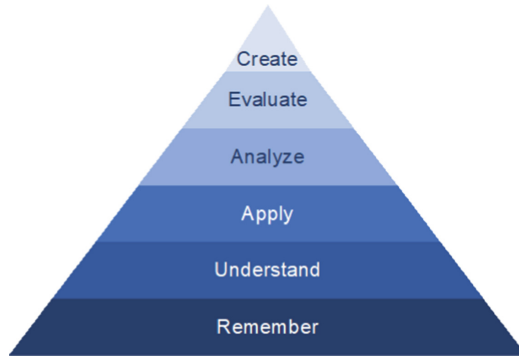 Create
Evaluate
Analyze
Apply
Understand
Remember